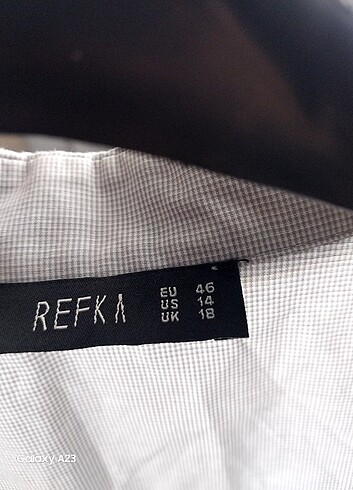 REFKA
EU 46
US 14
UK 18
Galaxy A23